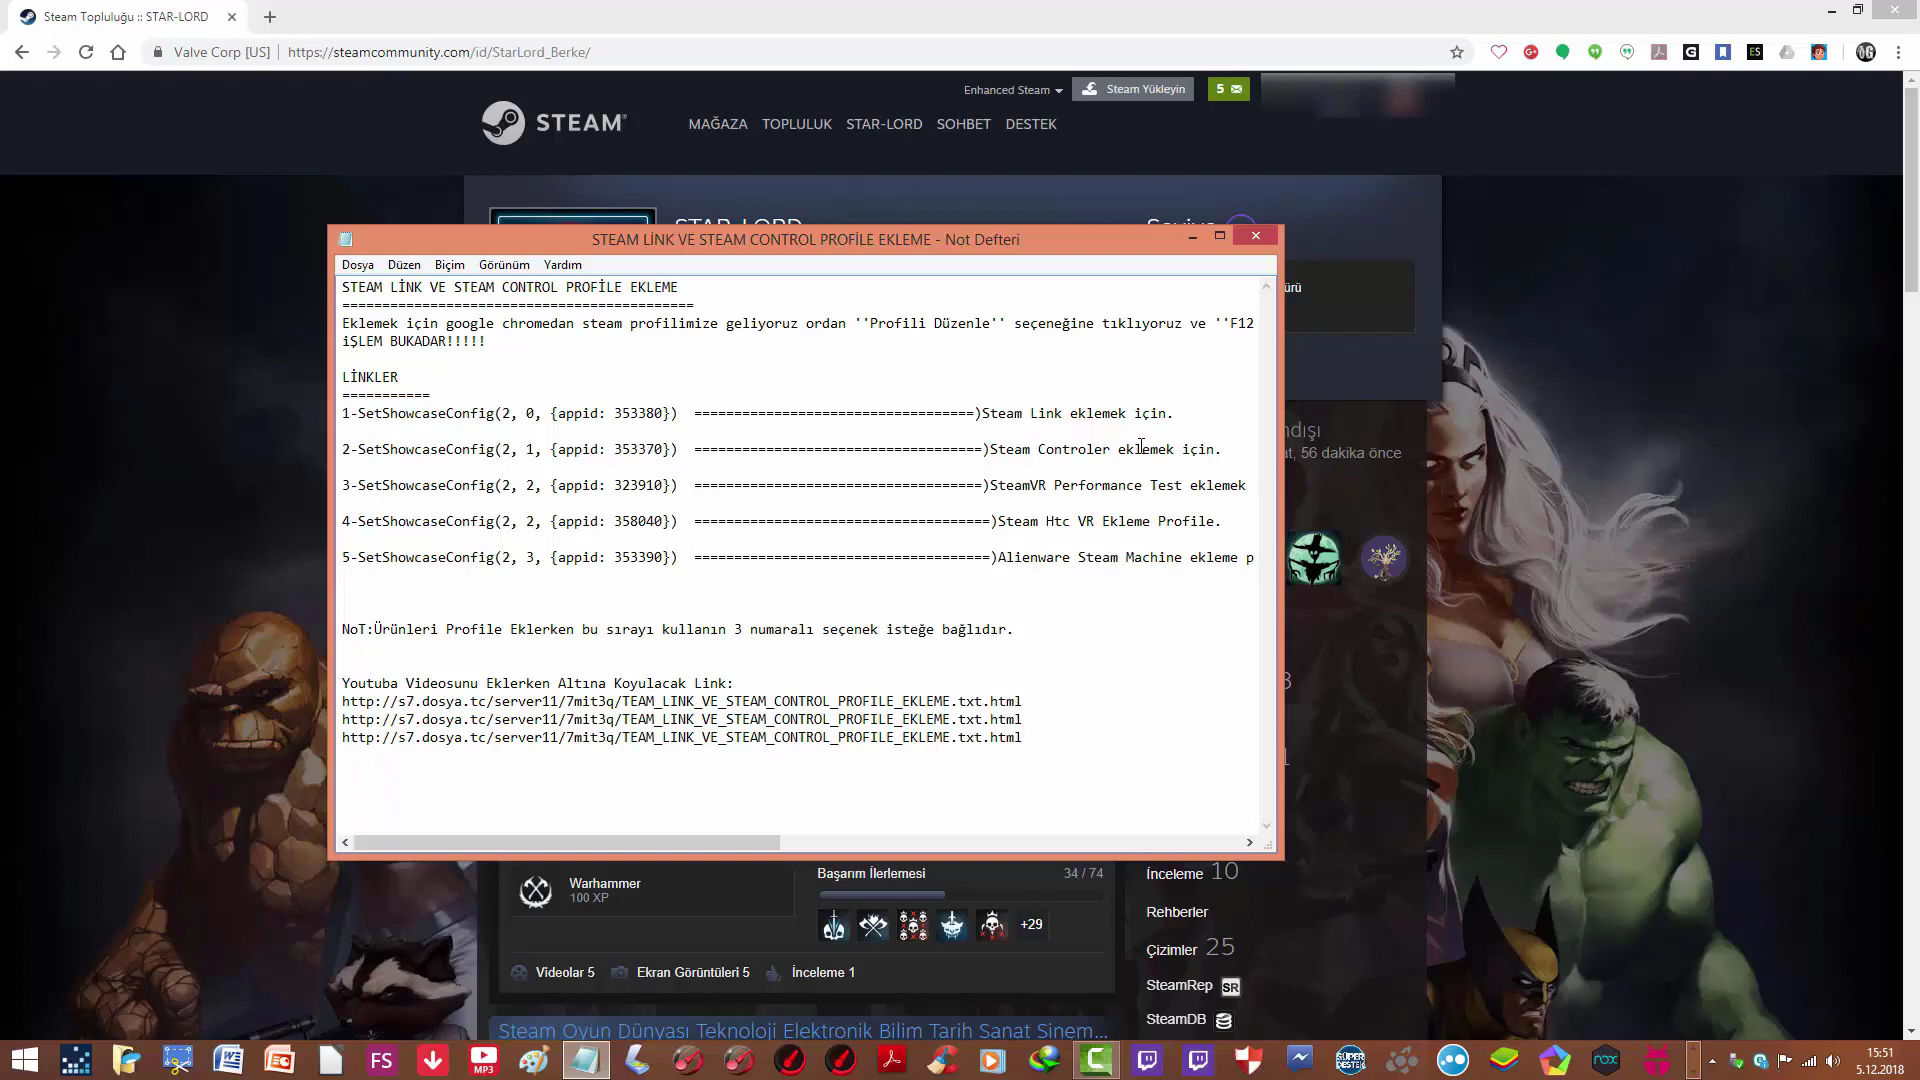 Steam Topluluğu :: STAR-LORD
Valve Corp [US]
https://steamcommunity.com/id/StarLord_Berke/
Enhanced Steam
Steam Yükleyin
5
STEAM
MAĞAZA TOPLULUK STAR-LORD SOHBET DESTEK
STAR-LORD
STEAM LİNK VE STEAM CONTROL PROFİLE EKLEME - Not Defteri
Dosya Düzen Biçim Görünüm Yardım
STEAM LİNK VE STEAM CONTROL PROFİLE EKLEME
============================================
Eklemek için google chromedan steam profilimize geliyoruz ordan ''Profili Düzenle'' seçeneğine tıklıyoruz ve ''F12
iŞLEM BUKADAR!!!!!
LİNKLER
===========
1-SetShowcaseConfig(2, 0, {appid: 353380}) ===================================)Steam Link eklemek için.
2-SetShowcaseConfig(2, 1, {appid: 353370}) ====================================)Steam Controler eklemek için.
3-SetShowcaseConfig(2, 2, {appid: 323910}) ====================================)SteamVR Performance Test eklemek
4-SetShowcaseConfig(2, 2, {appid: 358040}) =====================================)Steam Htc VR Ekleme Profile.
5-SetShowcaseConfig(2, 3, {appid: 353390}) =====================================)Alienware Steam Machine ekleme p
NoT:Ürünleri Profile Eklerken bu sırayı kullanın 3 numaralı seçenek isteğe bağlıdır.
Youtuba Videosunu Eklerken Altına Koyulacak Link:
http://s7.dosya.tc/server11/7mit3q/TEAM_LINK_VE_STEAM_CONTROL_PROFILE_EKLEME.txt.html
http://s7.dosya.tc/server11/7mit3q/TEAM_LINK_VE_STEAM_CONTROL_PROFILE_EKLEME.txt.html
http://s7.dosya.tc/server11/7mit3q/TEAM_LINK_VE_STEAM_CONTROL_PROFILE_EKLEME.txt.html
56 dakika önce
Warhammer
100 XP
Başarım İlerlemesi 34 / 74
+29
Videolar 5 Ekran Görüntüleri 5 İnceleme 1
Steam Oyun Dünyası Teknoloji Elektronik Bilim Tarih Sanat Sinem...
İnceleme 10
Rehberler
Çizimler 25
SteamRep SR
SteamDB
FS
MP3
SÜPER DESTEK
nox
15:51
5.12.2018